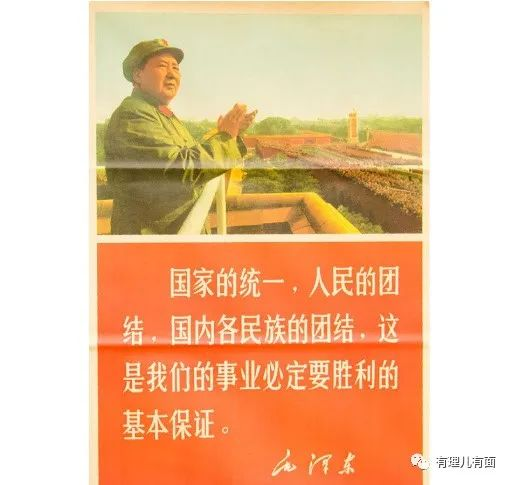 国家的统一，人民的团
结，国内各民族的团结，这
是我们的事业必定要胜利的
基本保证。
毛泽东
有理儿有面